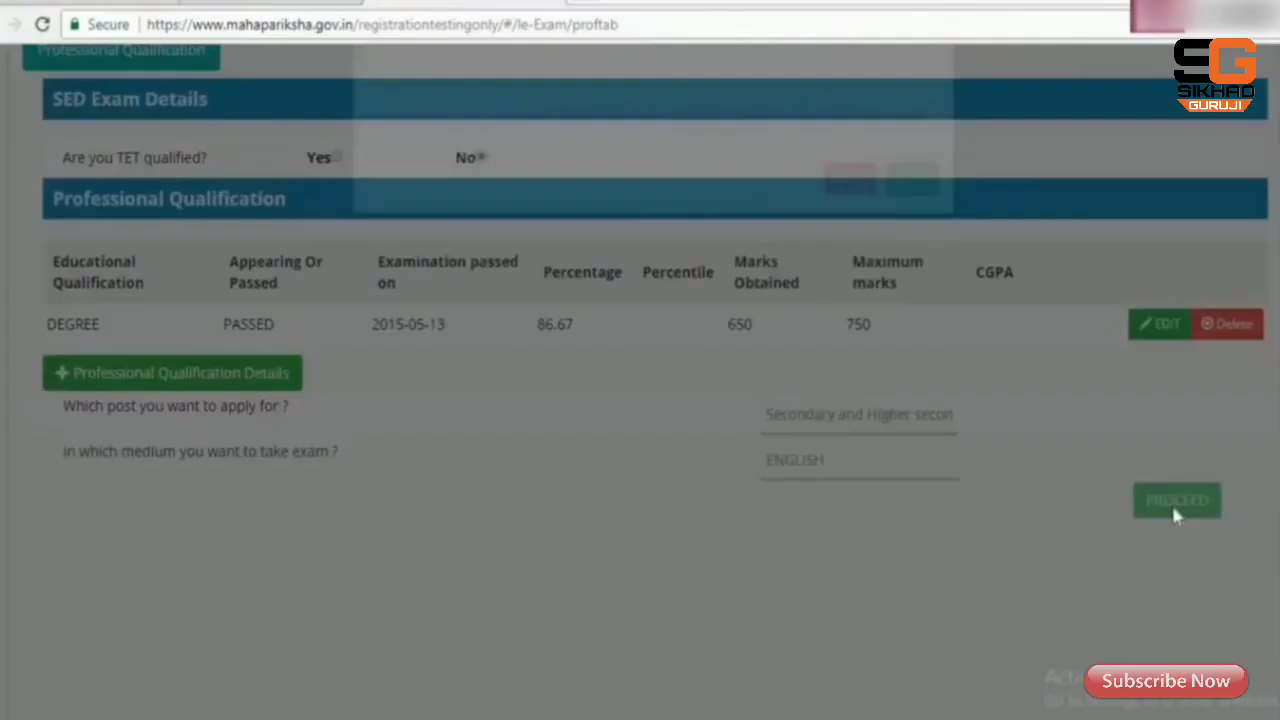 Secure https://www.mahapariksha.gov.in/registrationtestingonly/#/le-Exam/proftab
Professional Qualification
SG
SIKHAO
GURUJI
SED Exam Details
Are you TET qualified? Yes No
Professional Qualification
Educational Qualification Appearing Or Passed Examination passed on Percentage Percentile Marks Obtained Maximum marks CGPA
DEGREE PASSED 2015-05-13 86.67 650 750 EDIT Delete
Professional Qualification Details
Which post you want to apply for ? Secondary and Higher secon
in which medium you want to take exam ? ENGLISH
PROCEED
Subscribe Now